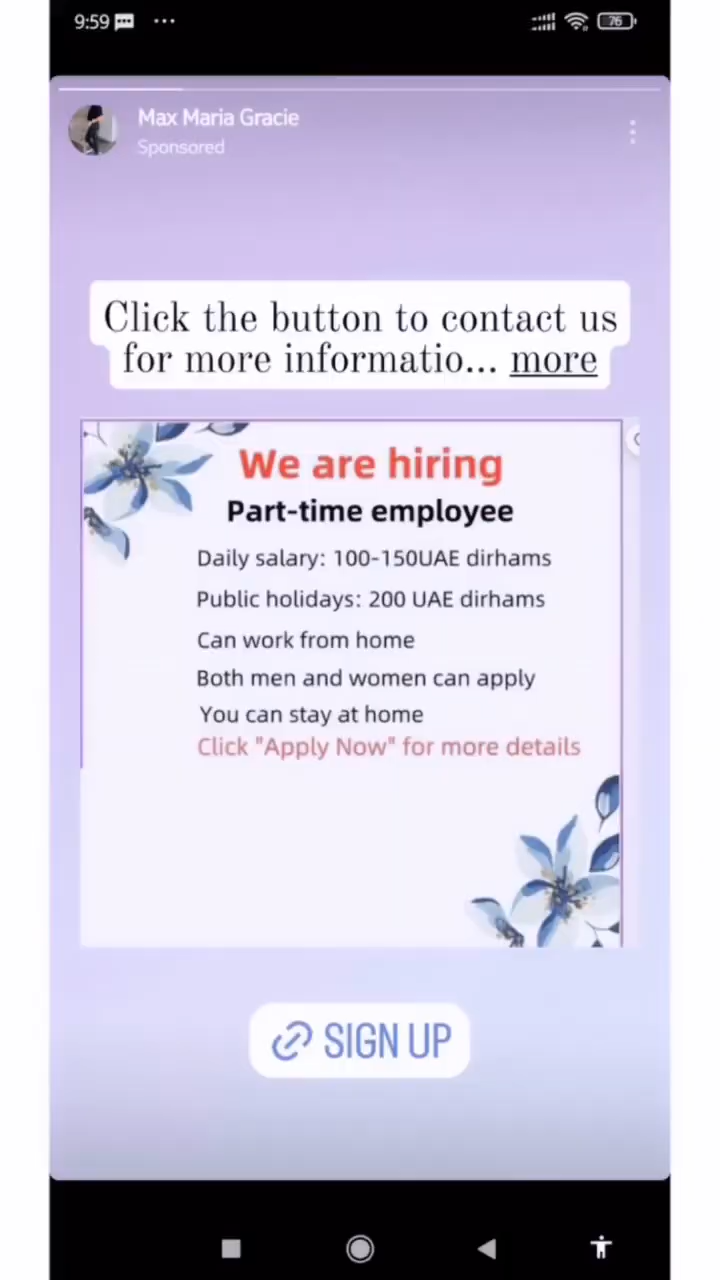 9:59
76
Max Maria Gracie
Sponsored
Click the button to contact us
for more informatio... more
We are hiring
Part-time employee
Daily salary: 100-150UAE dirhams
Public holidays: 200 UAE dirhams
Can work from home
Both men and women can apply
You can stay at home
Click "Apply Now" for more details
SIGN UP